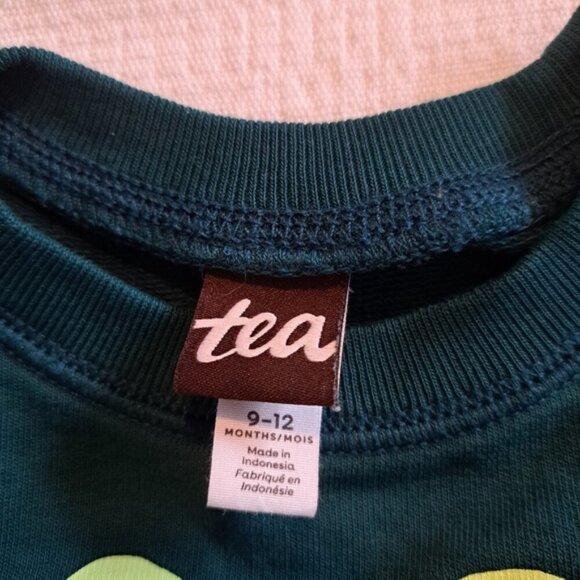 tea
9-12
MONTHS/MOIS
Made in
Indonesia
Fabriqué en
Indonésie